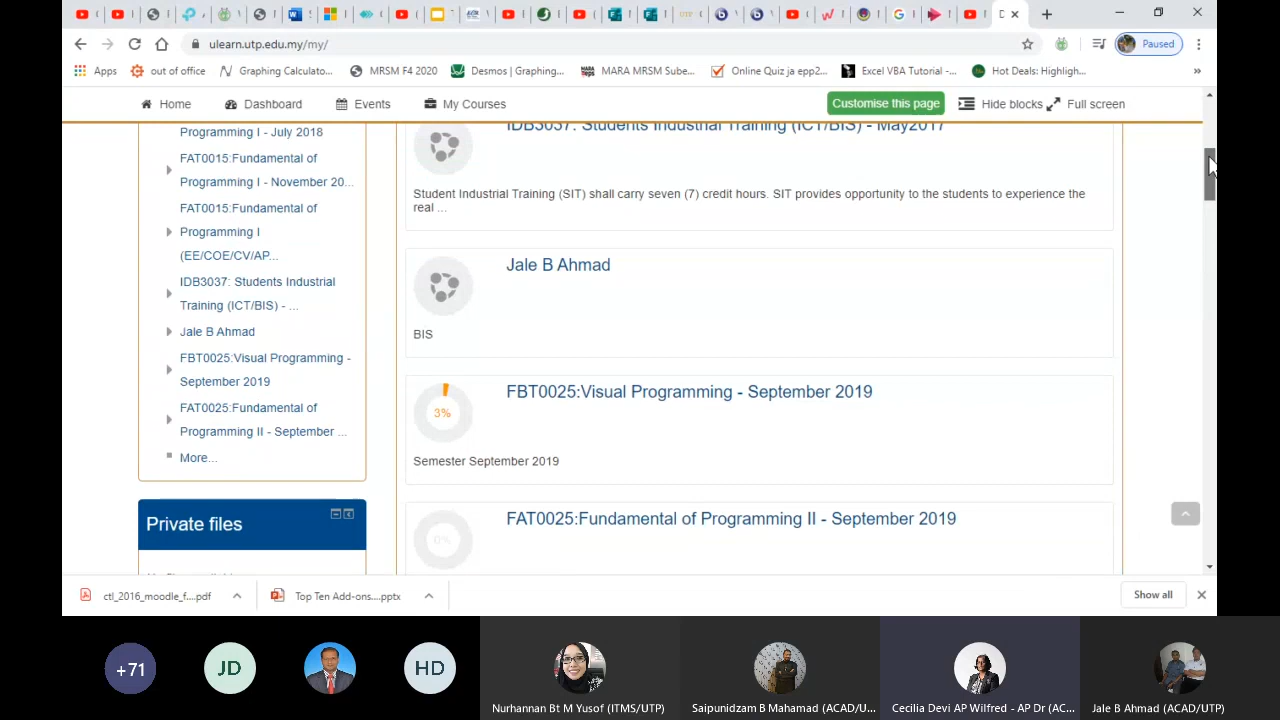 ulearn.utp.edu.my/my/
Paused
Apps
out of office
Graphing Calculato...
MRSM F4 2020
Desmos | Graphing...
MARA MRSM Sube...
Online Quiz ja epp2...
Excel VBA Tutorial -...
Hot Deals: Highligh...
»
Home
Dashboard
Events
My Courses
Customise this page
Hide blocks
Full screen
Programming I - July 2018
FAT0015:Fundamental of
Programming I - November 20...
FAT0015:Fundamental of
Programming I
(EE/COE/CV/AP...
IDB3037: Students Industrial
Training (ICT/BIS) - ...
Jale B Ahmad
FBT0025:Visual Programming -
September 2019
FAT0025:Fundamental of
Programming II - September ...
More...
Private files
IDB3037: Students Industrial Training (ICT/BIS) - May2017
Student Industrial Training (SIT) shall carry seven (7) credit hours. SIT provides opportunity to the students to experience the
real ...
Jale B Ahmad
BIS
3%
FBT0025:Visual Programming - September 2019
Semester September 2019
0%
FAT0025:Fundamental of Programming II - September 2019
ctl_2016_moodle_f....pdf
Top Ten Add-ons....pptx
Show all
+71
JD
HD
Nurhannan Bt M Yusof (ITMS/UTP)
Saipunidzam B Mahamad (ACAD/U...
Cecilia Devi AP Wilfred - AP Dr (AC...
Jale B Ahmad (ACAD/UTP)